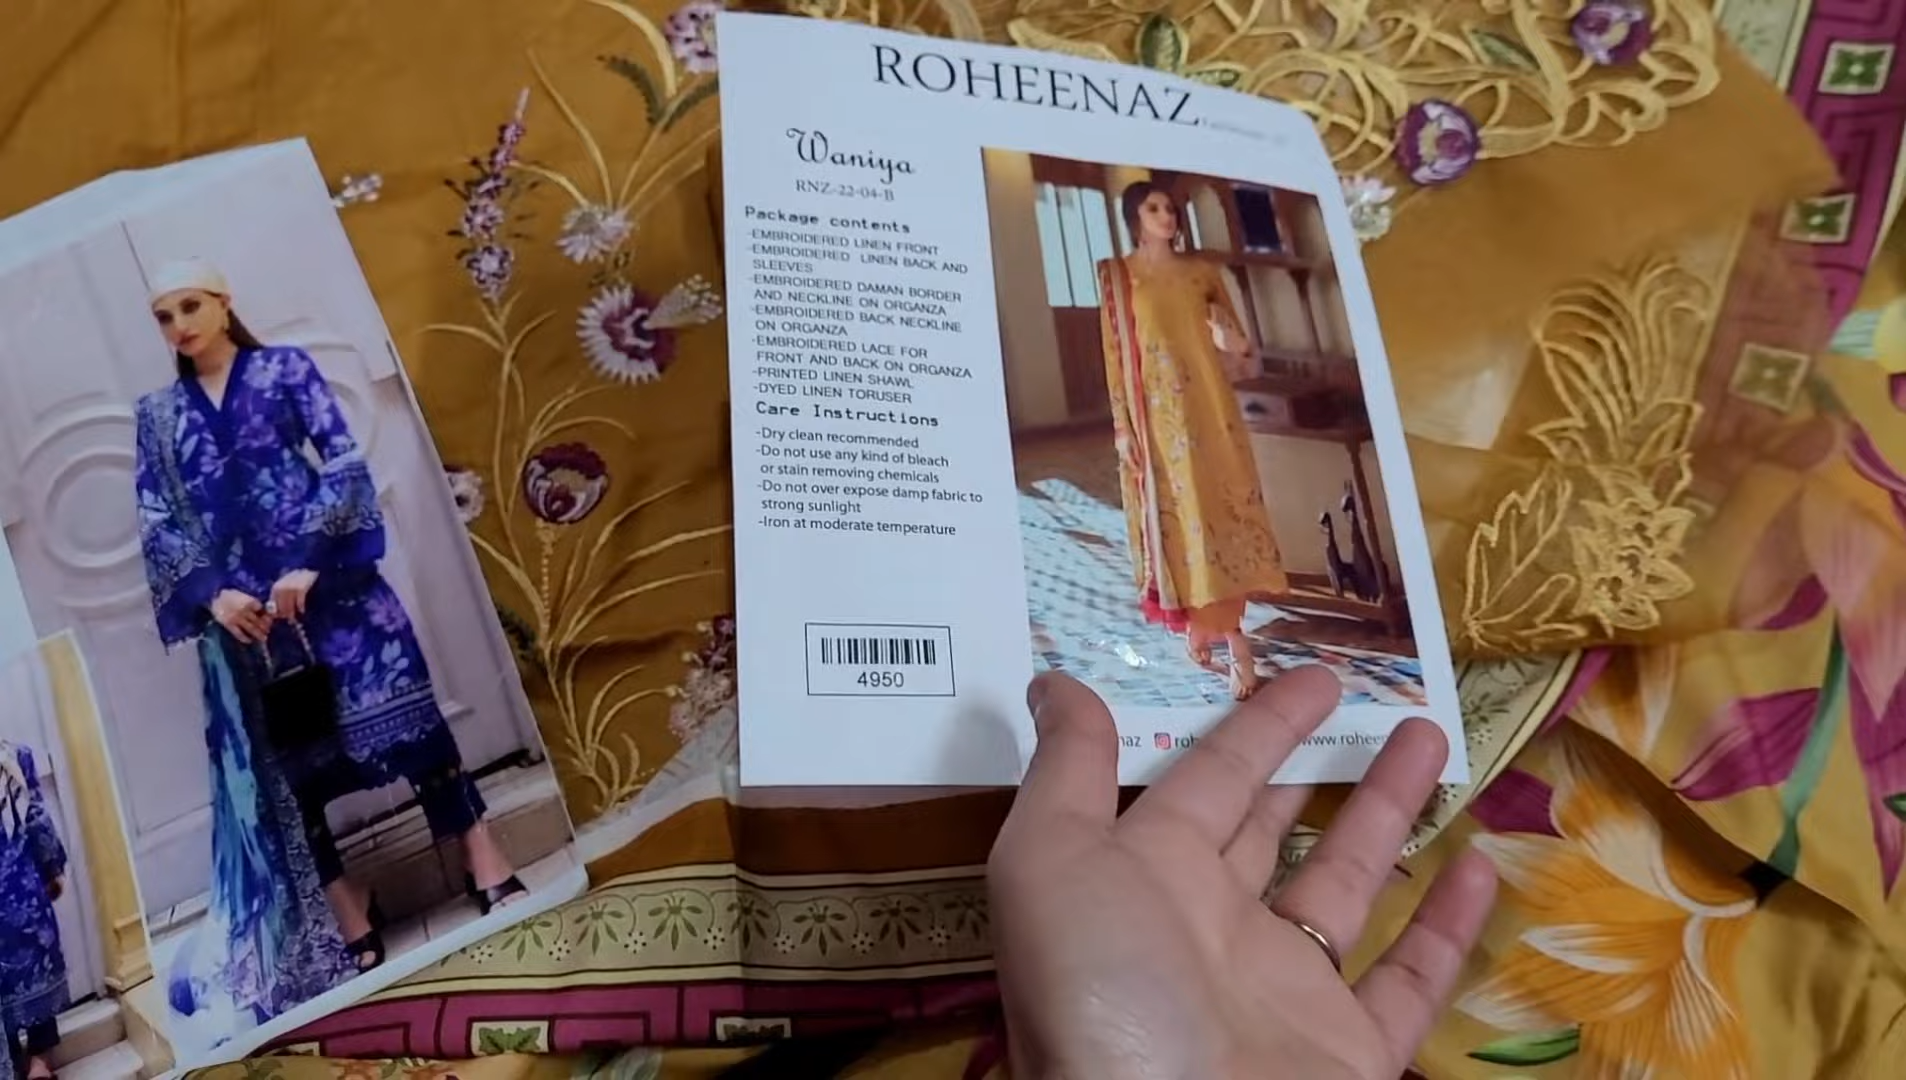 ROHEENAZ
Waniya
RNZ-22-04-B
Package contents
-EMBROIDERED LINEN FRONT
-EMBROIDERED LINEN BACK AND
SLEEVES
-EMBROIDERED DAMAN BORDER
AND NECKLINE ON ORGANZA
-EMBROIDERED BACK NECKLINE
ON ORGANZA
-EMBROIDERED LACE FOR
FRONT AND BACK ON ORGANZA
-PRINTED LINEN SHAWL
-DYED LINEN TORUSER
Care Instructions
-Dry clean recommended
-Do not use any kind of bleach
or stain removing chemicals
-Do not over expose damp fabric to
strong sunlight
-Iron at moderate temperature
4950